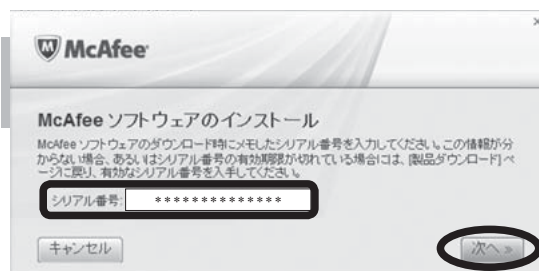 McAfee
McAfee ソフトウェアのインストール
McAfee ソフトウェアのダウンロード時にメモしたシリアル番号を入力してください。この情報が分
からない場合、あるいはシリアル番号の有効期限が切れている場合には、[製品ダウンロード] ペ
ージに戻り、有効なシリアル番号を入手してください。
シリアル番号: **************
キャンセル
次へ »